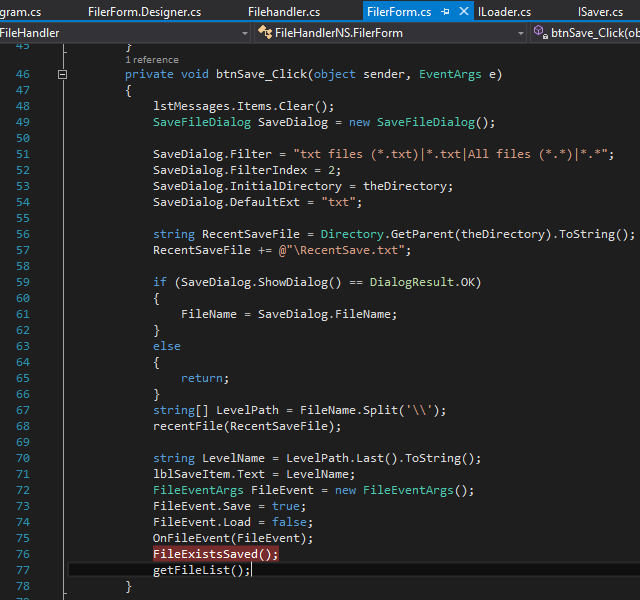 gram.cs FilerForm.Designer.cs Filehandler.cs FilerForm.cs ILoader.cs ISaver.cs
FileHandler FileHandlerNS.FilerForm btnSave_Click(ob
45 }
1 reference
46 private void btnSave_Click(object sender, EventArgs e)
47 {
48 lstMessages.Items.Clear();
49 SaveFileDialog SaveDialog = new SaveFileDialog();
50
51 SaveDialog.Filter = "txt files (*.txt)|*.txt|All files (*.*)|*.*";
52 SaveDialog.FilterIndex = 2;
53 SaveDialog.InitialDirectory = theDirectory;
54 SaveDialog.DefaultExt = "txt";
55
56 string RecentSaveFile = Directory.GetParent(theDirectory).ToString();
57 RecentSaveFile += @"\RecentSave.txt";
58
59 if (SaveDialog.ShowDialog() == DialogResult.OK)
60 {
61 FileName = SaveDialog.FileName;
62 }
63 else
64 {
65 return;
66 }
67 string[] LevelPath = FileName.Split('\\');
68 recentFile(RecentSaveFile);
69
70 string LevelName = LevelPath.Last().ToString();
71 lblSaveItem.Text = LevelName;
72 FileEventArgs FileEvent = new FileEventArgs();
73 FileEvent.Save = true;
74 FileEvent.Load = false;
75 OnFileEvent(FileEvent);
76 FileExistsSaved();
77 getFileList();
78 }